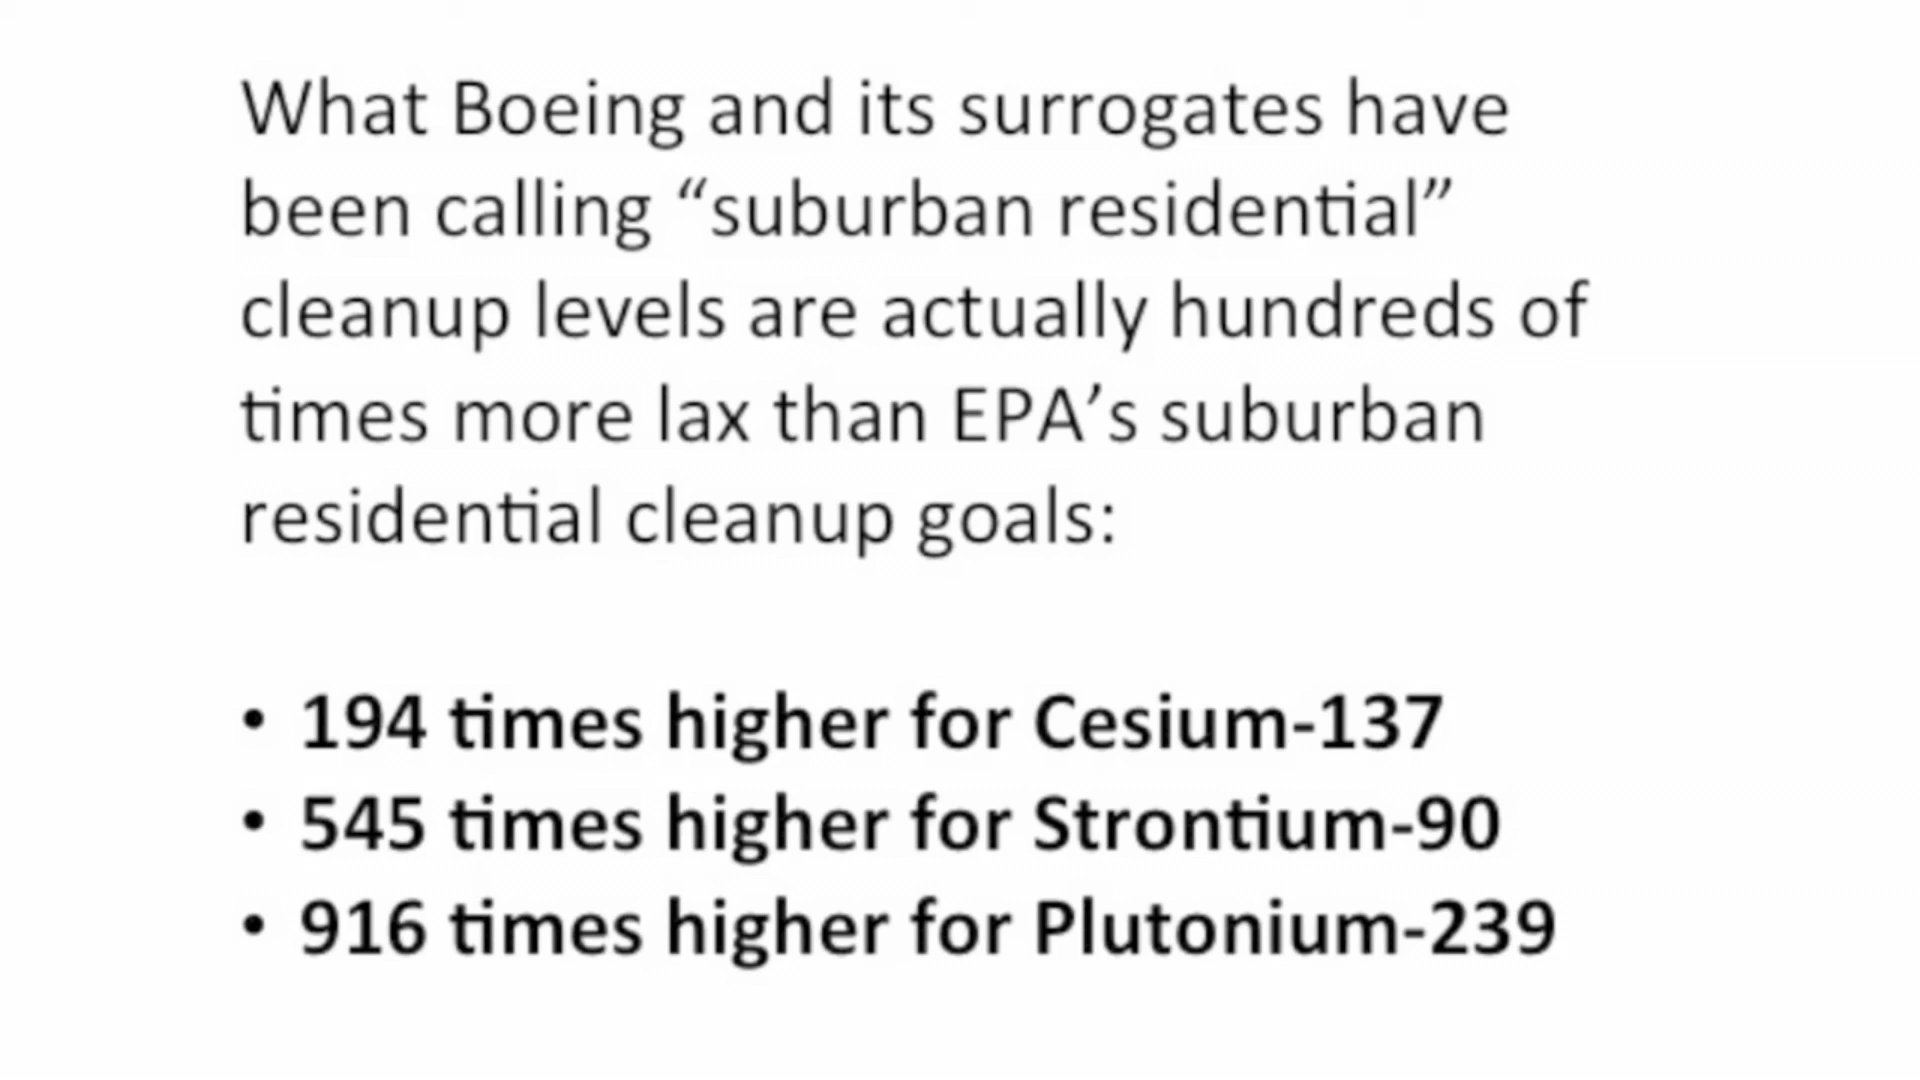 What Boeing and its surrogates have
been calling “suburban residential”
cleanup levels are actually hundreds of
times more lax than EPA’s suburban
residential cleanup goals:
• 194 times higher for Cesium-137
• 545 times higher for Strontium-90
• 916 times higher for Plutonium-239